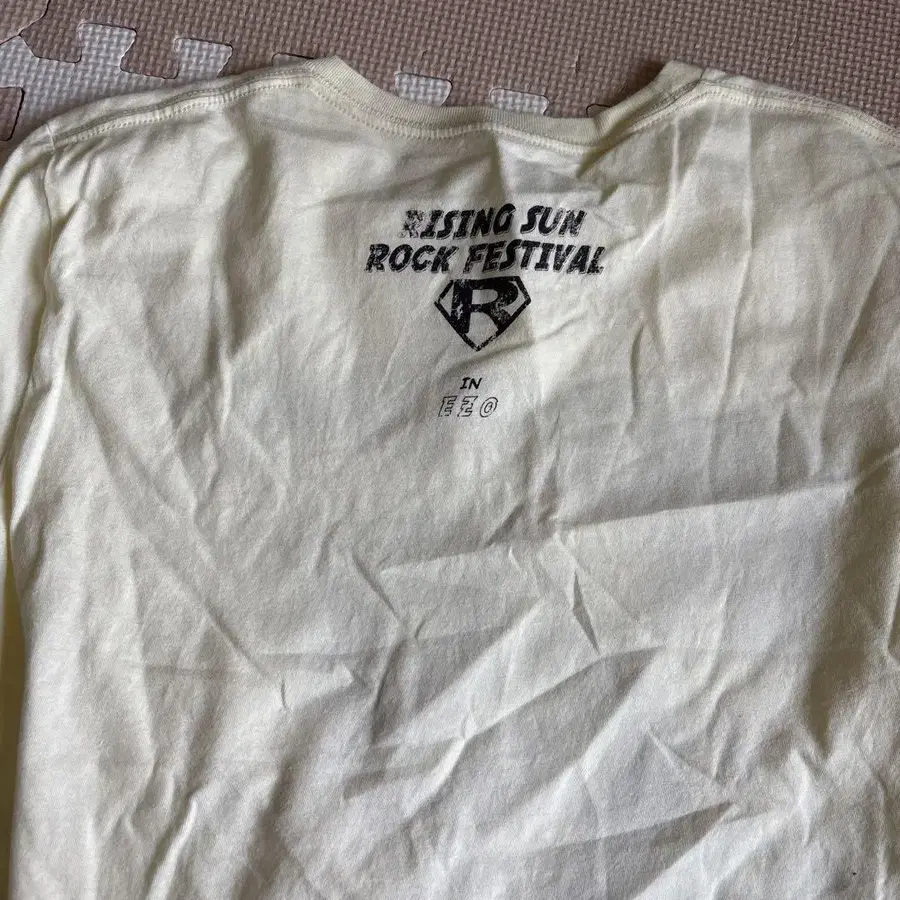 RISING SUN
ROCK FESTIVAL
R
IN
EZO